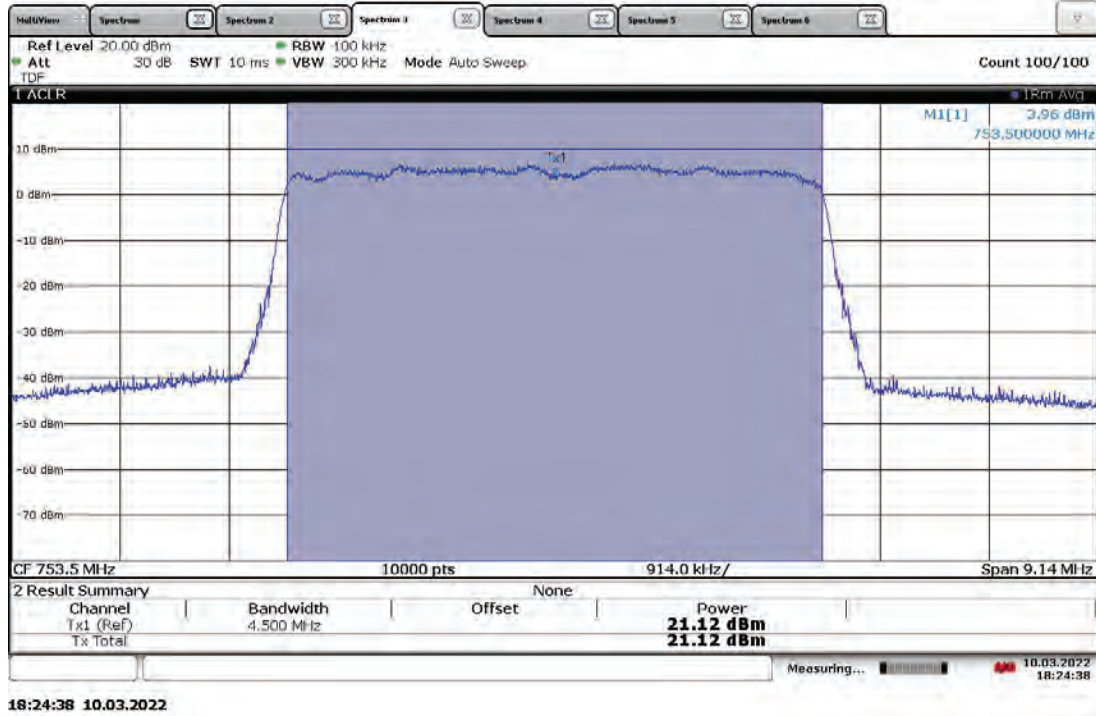 MultiView Spectrum Spectrum 2 Spectrum 3 Spectrum 4 Spectrum 5 Spectrum 6
Ref Level 20.00 dBm RBW 100 kHz
Att 30 dB SWT 10 ms VBW 300 kHz Mode Auto Sweep Count 100/100
TDF
1 ACLR 1Rm Avg
M1[1] 3.96 dBm
753.500000 MHz
10 dBm
Tx1
0 dBm
-10 dBm
-20 dBm
-30 dBm
-40 dBm
-50 dBm
-60 dBm
-70 dBm
CF 753.5 MHz 10000 pts 914.0 kHz/ Span 9.14 MHz
2 Result Summary None
Channel Bandwidth Offset Power
Tx1 (Ref) 4.500 MHz 21.12 dBm
Tx Total 21.12 dBm
Measuring... 10.03.2022
18:24:38
18:24:38 10.03.2022